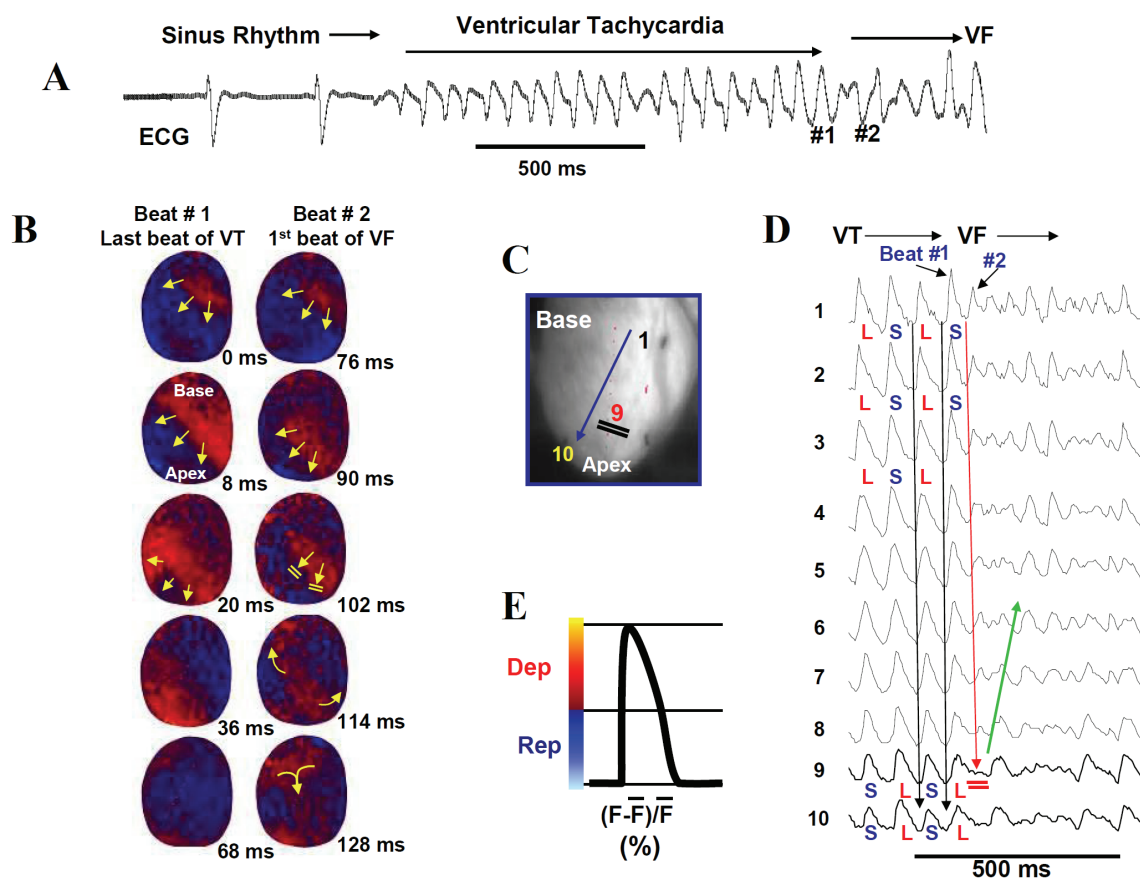 Sinus Rhythm
Ventricular Tachycardia
VF
A
ECG
#1
#2
500 ms
B
Beat # 1
Last beat of VT
Beat # 2
1st beat of VF
0 ms
76 ms
Base
Apex
8 ms
90 ms
20 ms
102 ms
36 ms
114 ms
68 ms
128 ms
C
Base
1
9
10
Apex
E
Dep
Rep
(F-F̅)/F̅
(%)
D
VT
VF
Beat #1
#2
1
L S L S
2
L S L S
3
L S L
4
5
6
7
8
9
S L S L
10
S L S L
500 ms